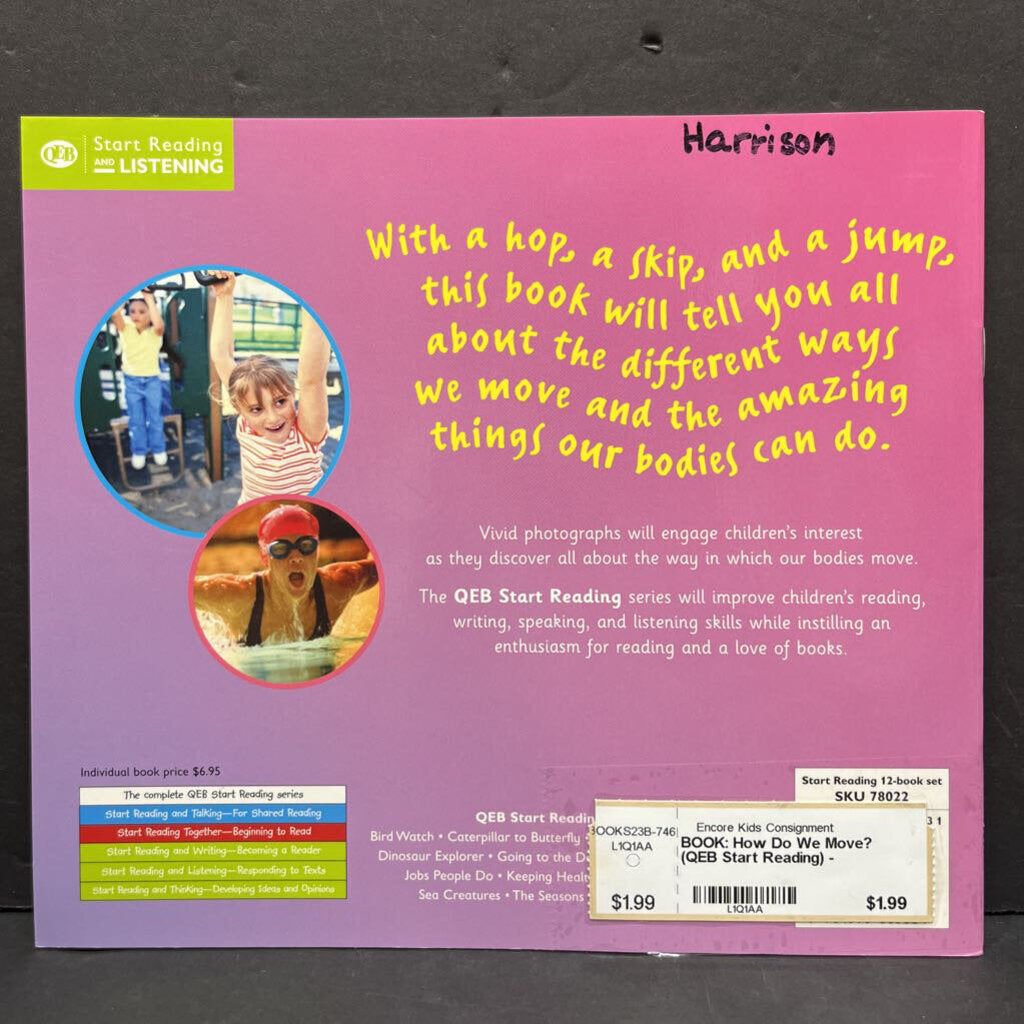 QEB
Start Reading
AND LISTENING
Harrison
With a hop, a skip, and a jump,
this book will tell you all
about the different ways
we move and the amazing
things our bodies can do.
Vivid photographs will engage children's interest
as they discover all about the way in which our bodies move.
The QEB Start Reading series will improve children's reading,
writing, speaking, and listening skills while instilling an
enthusiasm for reading and a love of books.
Individual book price $6.95
The complete QEB Start Reading series
Start Reading and Talking—For Shared Reading
Start Reading Together—Beginning to Read
Start Reading and Writing—Becoming a Reader
Start Reading and Listening—Responding to Texts
Start Reading and Thinking—Developing Ideas and Opinions
QEB Start Readin
Bird Watch • Caterpillar to Butterfly
Dinosaur Explorer • Going to the D
Jobs People Do • Keeping Healt
Sea Creatures • The Seasons
Start Reading 12-book set
SKU 78022
3 1
BOOKS23B-746
L1Q1AA
$1.99
Encore Kids Consignment
BOOK: How Do We Move?
(QEB Start Reading) -
L1Q1AA
$1.99